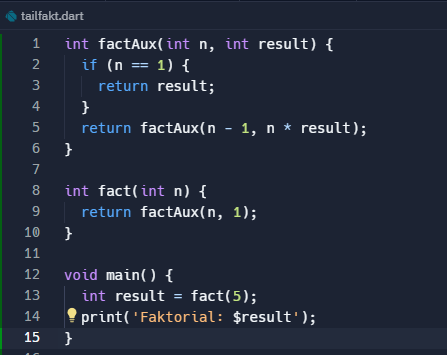 tailfakt.dart
1 int factAux(int n, int result) {
2   if (n == 1) {
3     return result;
4   }
5   return factAux(n - 1, n * result);
6 }
7
8 int fact(int n) {
9   return factAux(n, 1);
10 }
11
12 void main() {
13   int result = fact(5);
14   print('Faktorial: $result');
15 }